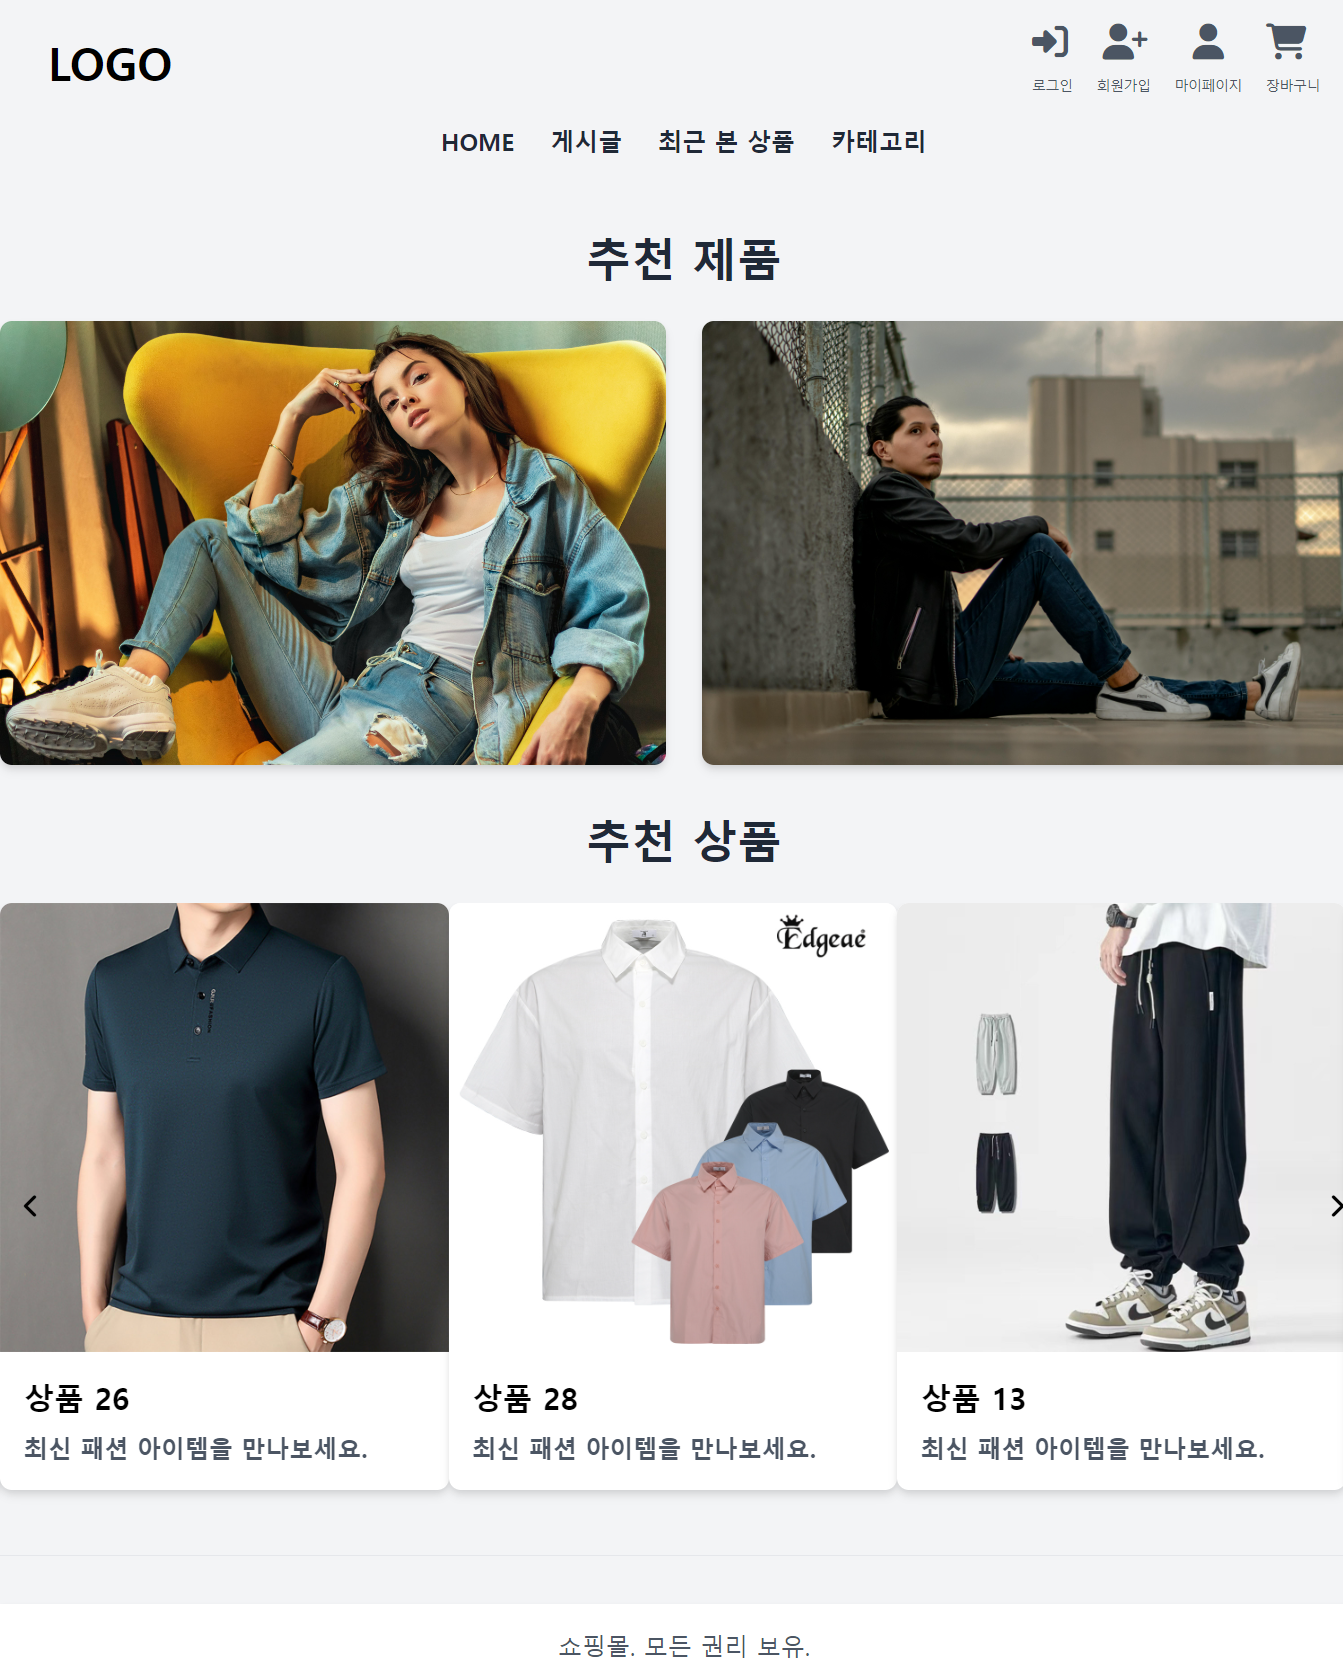 LOGO
로그인
회원가입
마이페이지
장바구니
HOME
게시글
최근 본 상품
카테고리
추천 제품
추천 상품
Edgeae
상품 26
최신 패션 아이템을 만나보세요.
상품 28
최신 패션 아이템을 만나보세요.
상품 13
최신 패션 아이템을 만나보세요.
쇼핑몰. 모든 권리 보유.